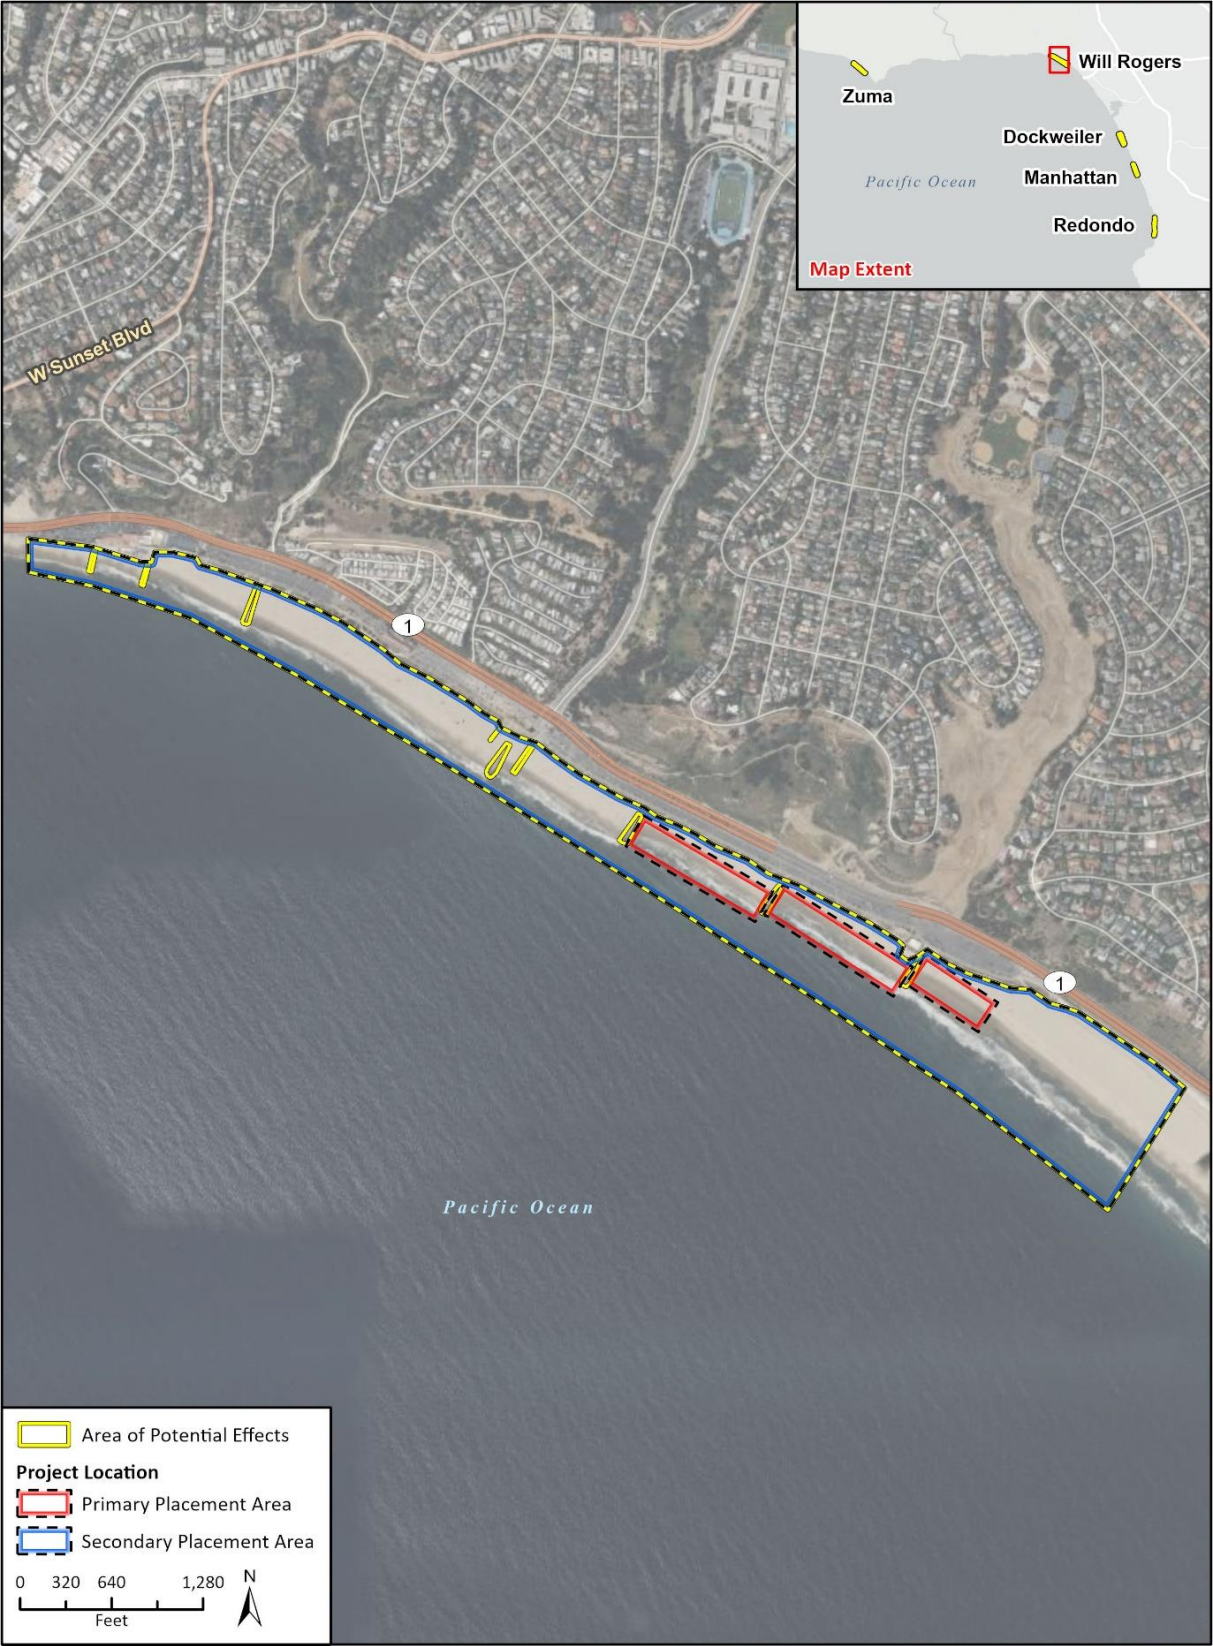 Will Rogers
Zuma
Dockweiler
Manhattan
Pacific Ocean
Redondo
Map Extent
W Sunset Blvd
1
1
Pacific Ocean
Area of Potential Effects
Project Location
Primary Placement Area
Secondary Placement Area
0 320 640 1,280
Feet
N